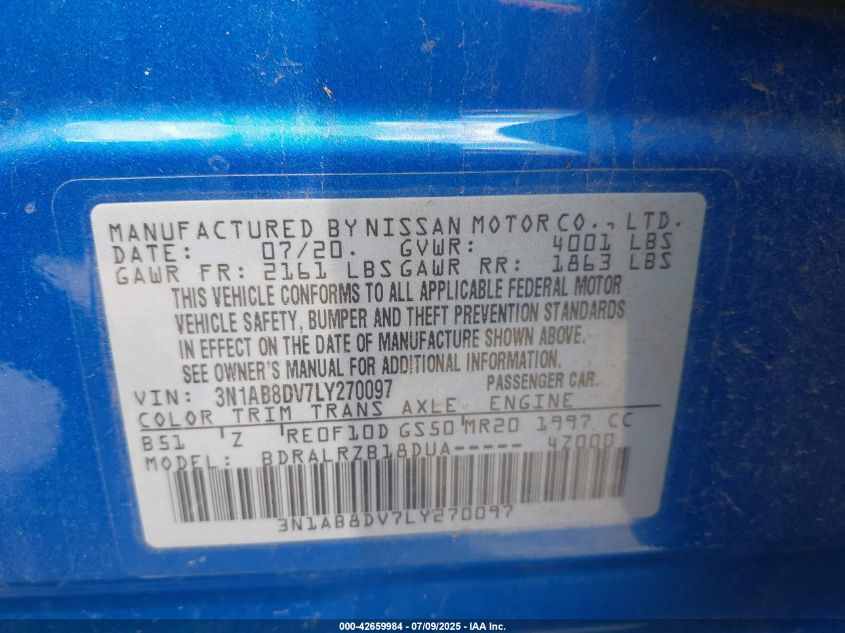 MANUFACTURED BY NISSAN MOTOR CO., LTD.
DATE: 07/20. GVWR: 4001 LBS
GAWR FR: 2161 LBS GAWR RR: 1863 LBS
THIS VEHICLE CONFORMS TO ALL APPLICABLE FEDERAL MOTOR
VEHICLE SAFETY, BUMPER AND THEFT PREVENTION STANDARDS
IN EFFECT ON THE DATE OF MANUFACTURE SHOWN ABOVE.
SEE OWNER'S MANUAL FOR ADDITIONAL INFORMATION.
VIN: 3N1AB8DV7LY270097 PASSENGER CAR.
COLOR TRIM TRANS AXLE ENGINE
B51 Z RE0F10D GS50 MR20 1997 CC
MODEL: BDRALRZB18DUA----- 4Z000
3N1AB8DV7LY270097
000-42659984 - 07/09/2025 - IAA Inc.